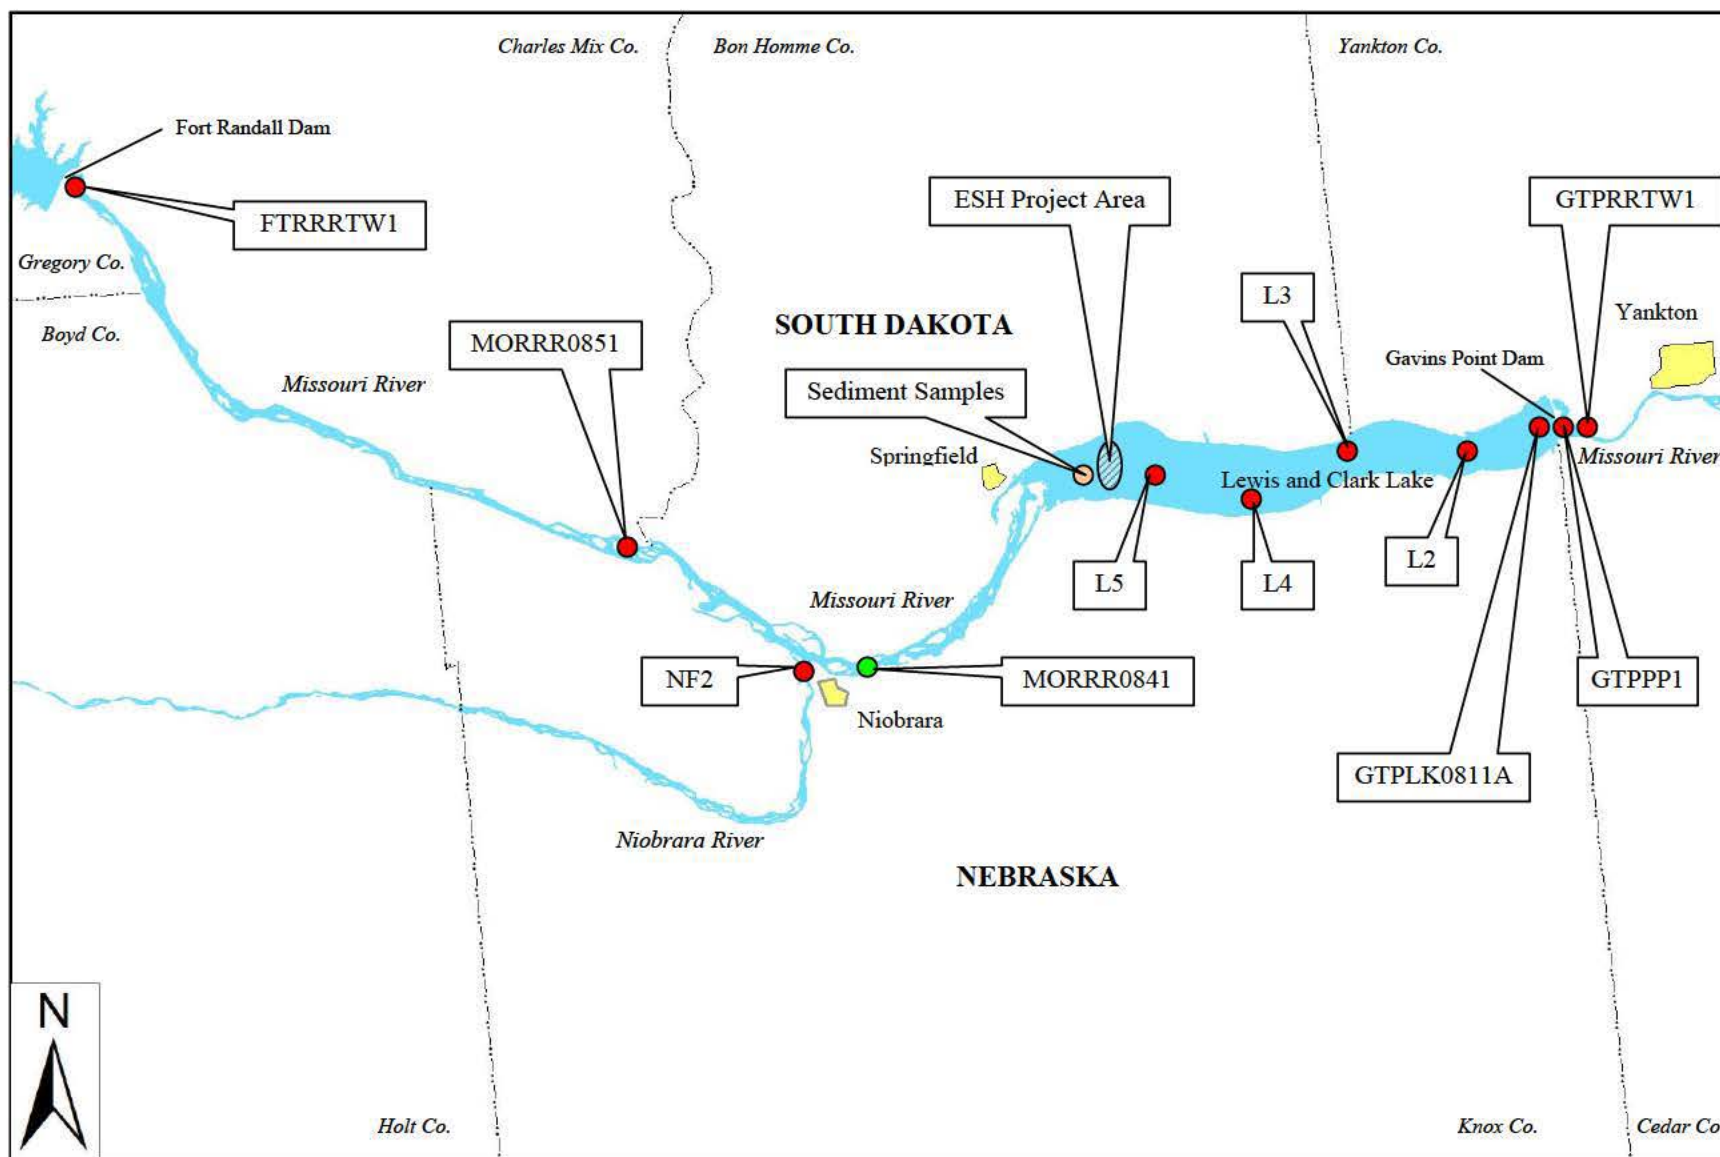 Charles Mix Co.
Bon Homme Co.
Yankton Co.
Fort Randall Dam
FTRRRTW1
ESH Project Area
GTPRRTW1
Gregory Co.
Boyd Co.
L3
Yankton
SOUTH DAKOTA
MORRR0851
Gavins Point Dam
Missouri River
Sediment Samples
Springfield
Missouri River
Lewis and Clark Lake
L5
L4
L2
Missouri River
NF2
MORRR0841
GTPPP1
Niobrara
GTPLK0811A
Niobrara River
NEBRASKA
N
Holt Co.
Knox Co.
Cedar Co